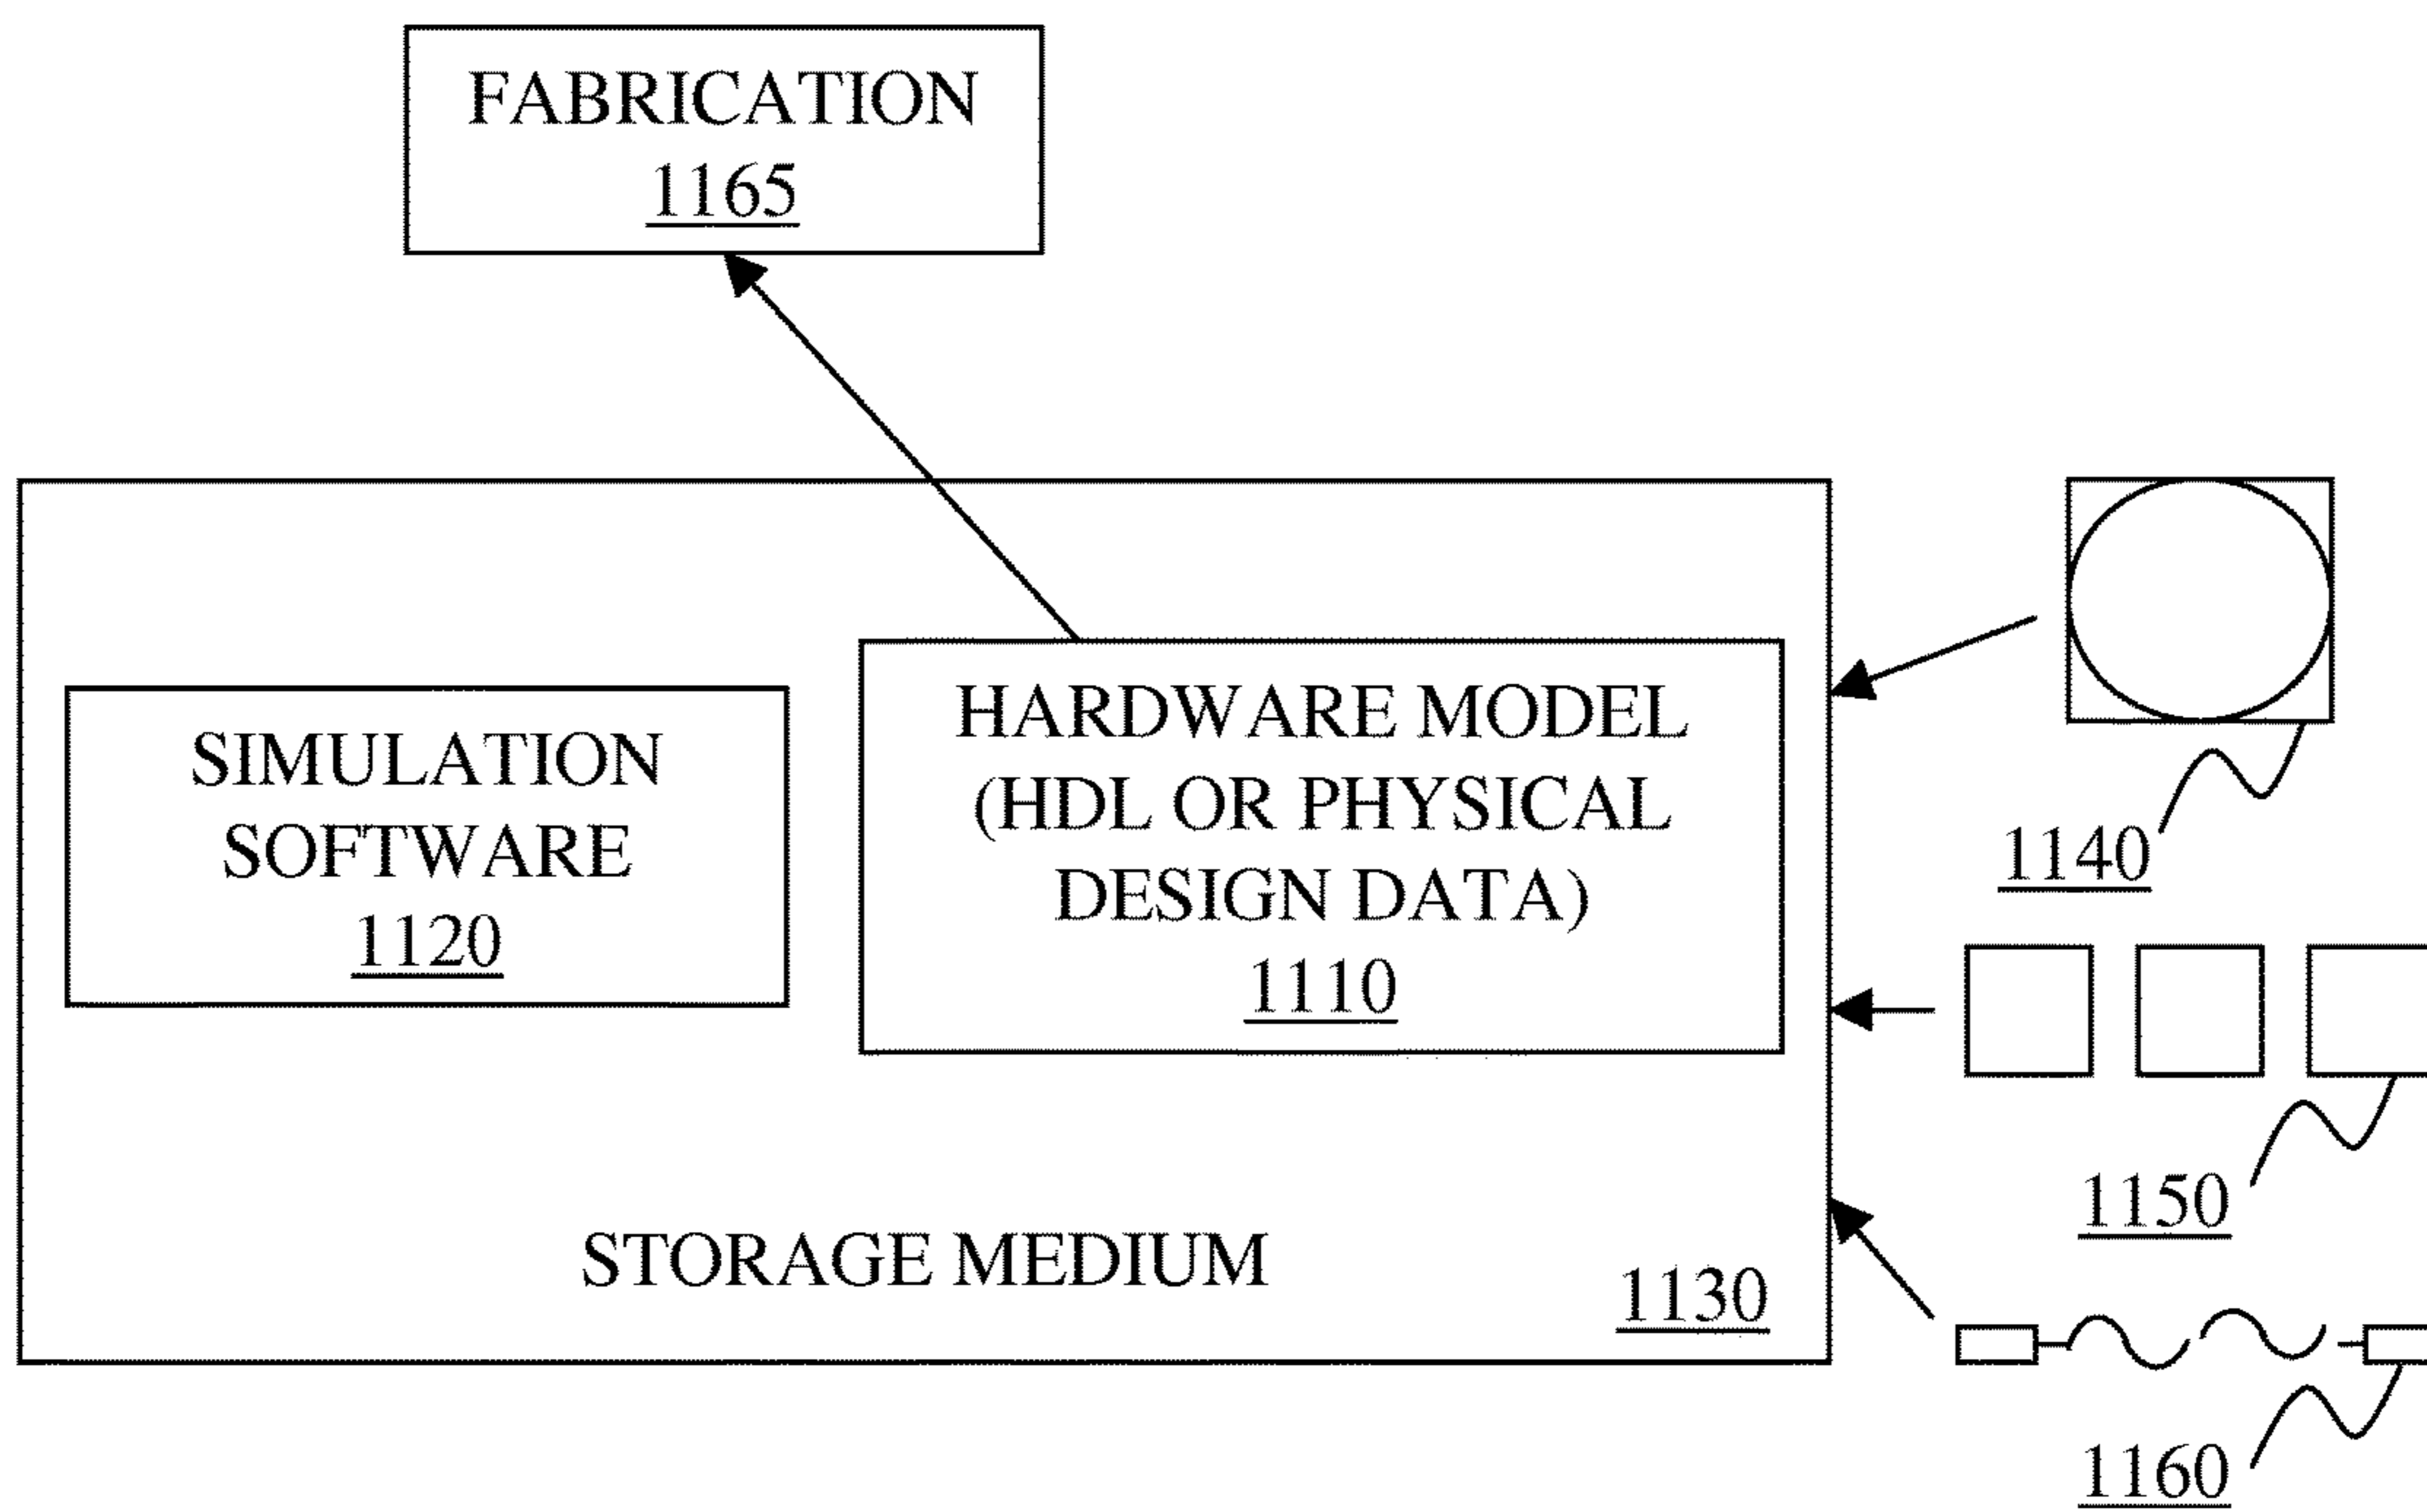 FABRICATION
1165
SIMULATION
SOFTWARE
1120
HARDWARE MODEL
(HDL OR PHYSICAL
DESIGN DATA)
1110
STORAGE MEDIUM
1130
1140
1150
1160